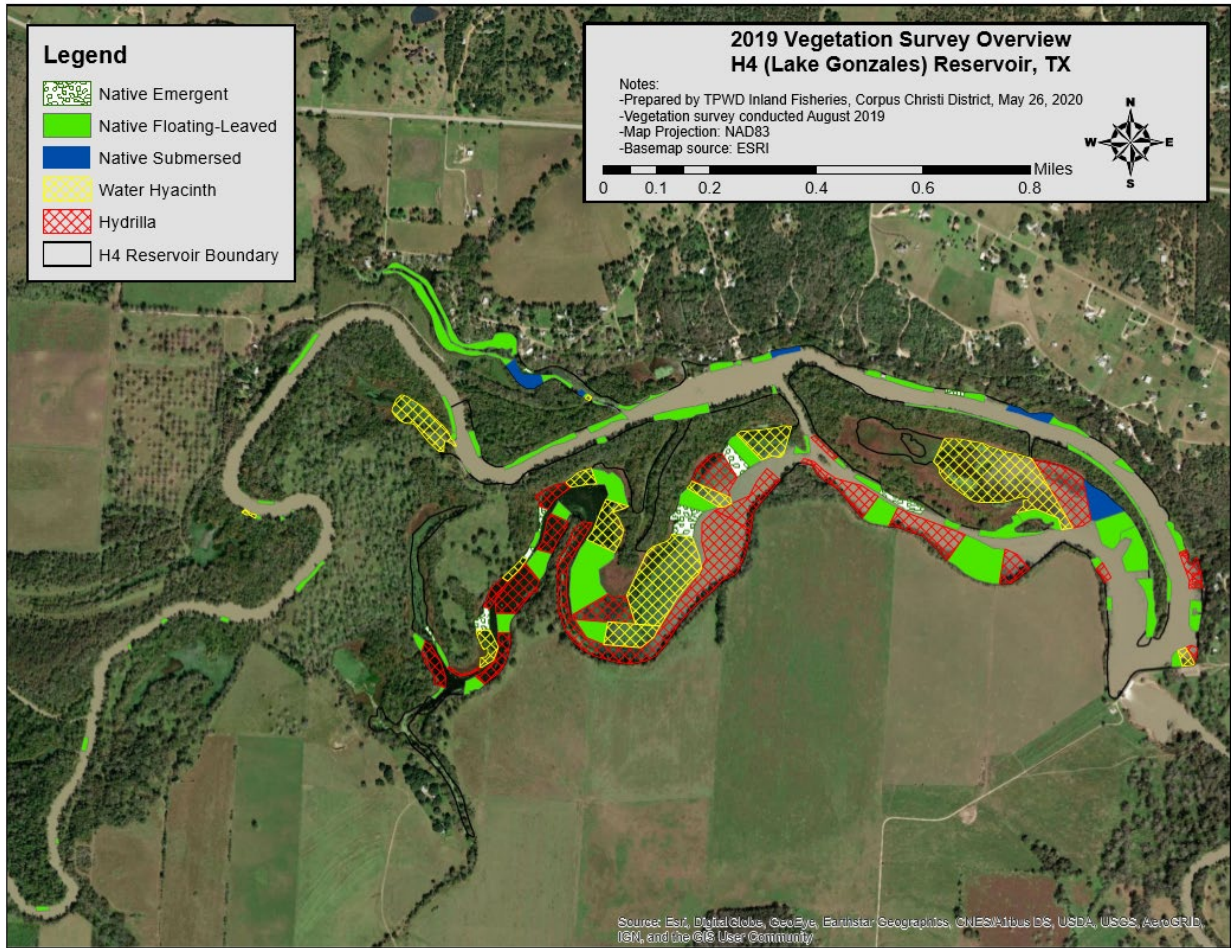 Legend
Native Emergent
Native Floating-Leaved
Native Submersed
Water Hyacinth
Hydrilla
H4 Reservoir Boundary
2019 Vegetation Survey Overview
H4 (Lake Gonzales) Reservoir, TX
Notes:
-Prepared by TPWD Inland Fisheries, Corpus Christi District, May 26, 2020
-Vegetation survey conducted August 2019
-Map Projection: NAD83
-Basemap source: ESRI
Miles
0 0.1 0.2 0.4 0.6 0.8
N
W E
S
Source: Esri, DigitalGlobe, GeoEye, Earthstar Geographics, CNES/Airbus DS, USDA, USGS, AeroGRID,
IGN, and the GIS User Community